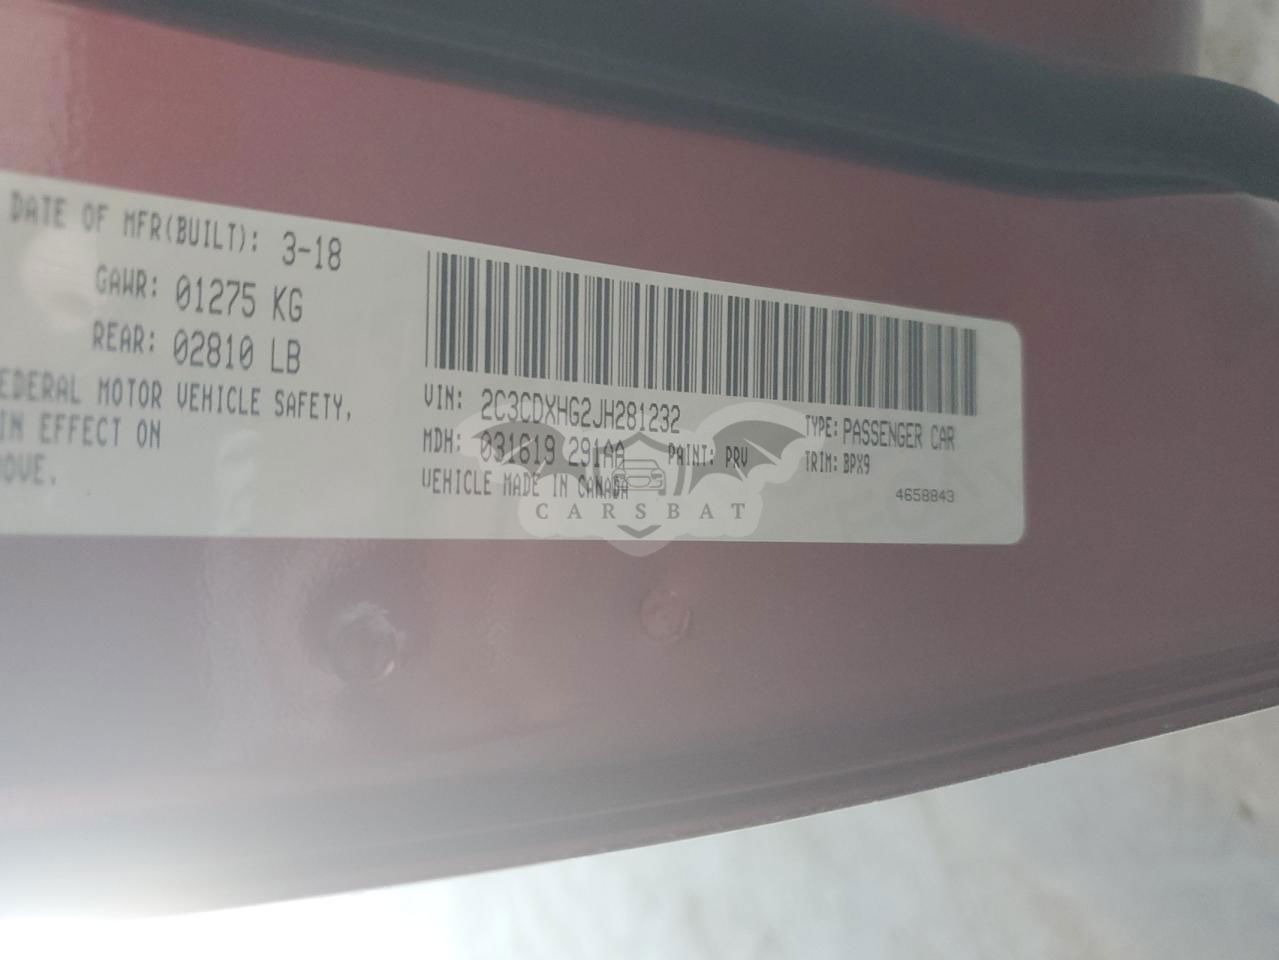 DATE OF MFR(BUILT): 3-18
GAWR: 01275 KG
REAR: 02810 LB
EDERAL MOTOR VEHICLE SAFETY,
IN EFFECT ON
OVE.
VIN: 2C3CDXHG2JH281232
TYPE: PASSENGER CAR
MDH: 031619 291AA PAINT: PRV
TRIM: BPX9
VEHICLE MADE IN CANADA
4658843
CARSBAT